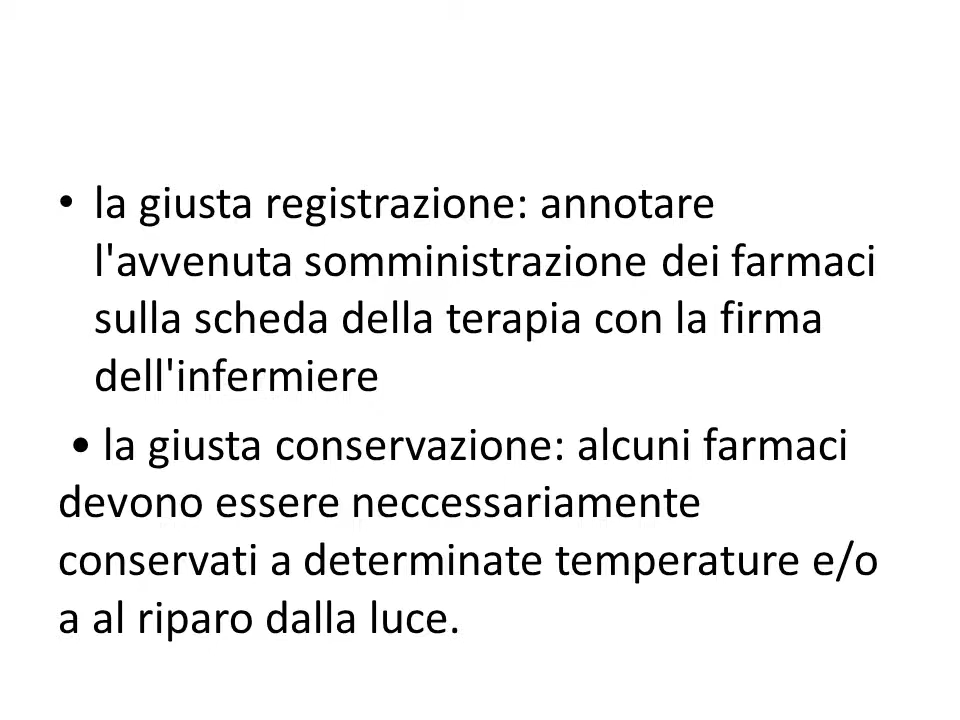 • la giusta registrazione: annotare
l'avvenuta somministrazione dei farmaci
sulla scheda della terapia con la firma
dell'infermiere
• la giusta conservazione: alcuni farmaci
devono essere neccessariamente
conservati a determinate temperature e/o
a al riparo dalla luce.